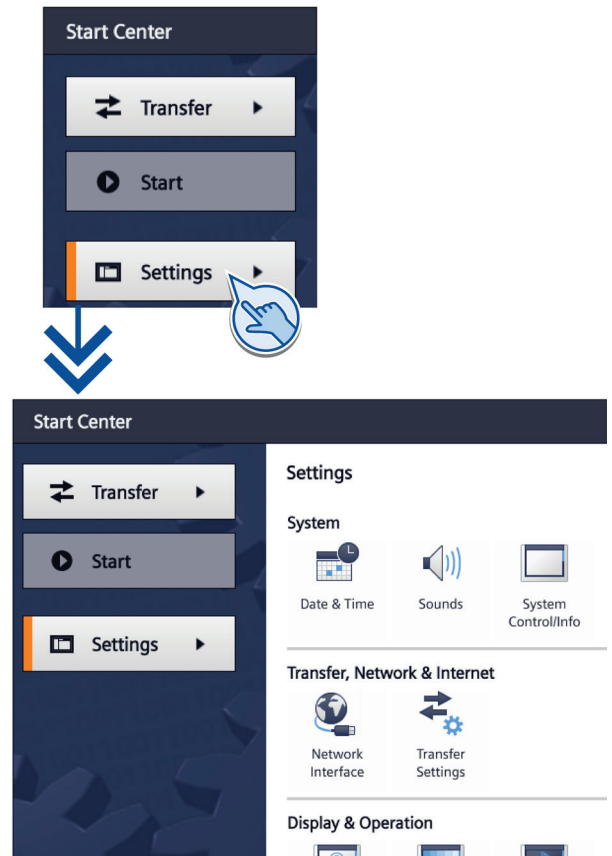 Start Center
Transfer
Start
Settings
Start Center
Transfer
Start
Settings
Settings
System
Date & Time
Sounds
System
Control/Info
Transfer, Network & Internet
Network
Interface
Transfer
Settings
Display & Operation